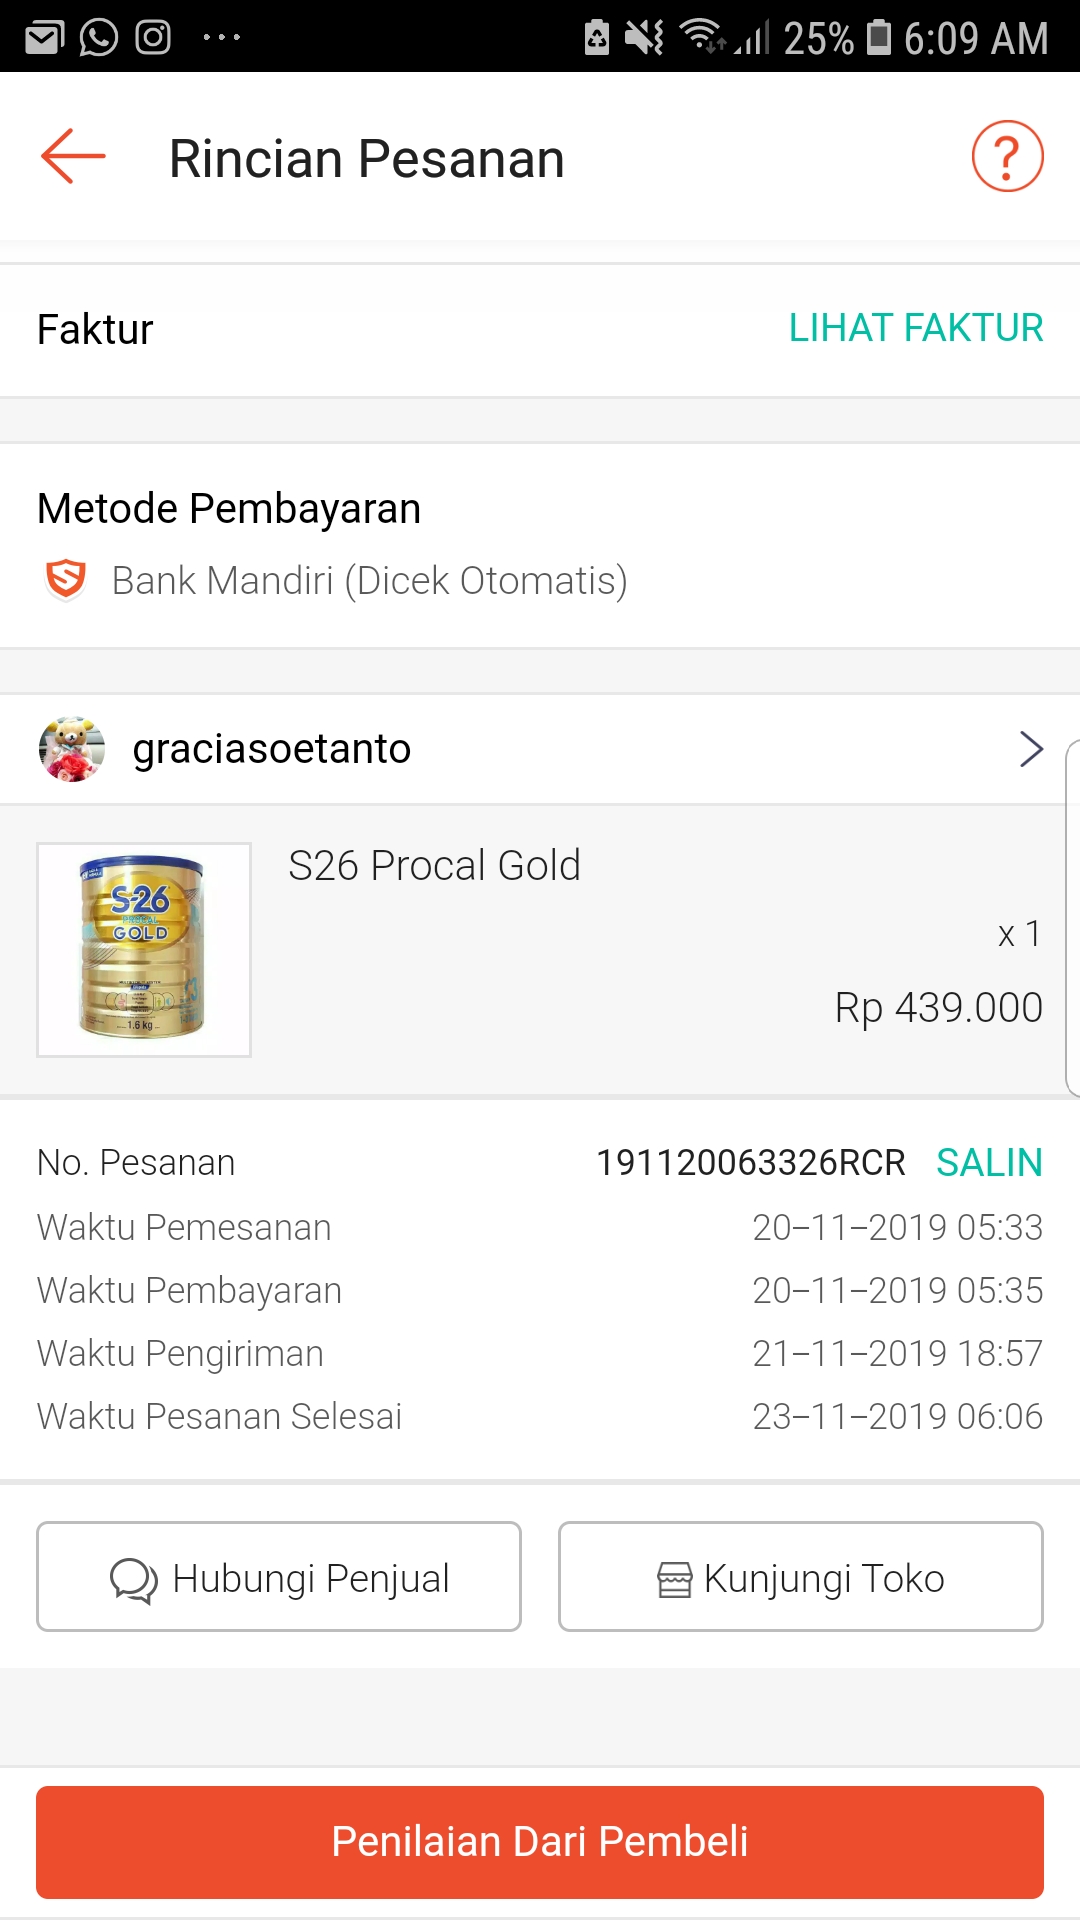 25% 6:09 AM
Rincian Pesanan ?
Faktur LIHAT FAKTUR
Metode Pembayaran
Bank Mandiri (Dicek Otomatis)
graciasoetanto
S26 Procal Gold
S-26
PROCAL
GOLD
3
1.6 kg
x 1
Rp 439.000
No. Pesanan 191120063326RCR SALIN
Waktu Pemesanan 20-11-2019 05:33
Waktu Pembayaran 20-11-2019 05:35
Waktu Pengiriman 21-11-2019 18:57
Waktu Pesanan Selesai 23-11-2019 06:06
Hubungi Penjual Kunjungi Toko
Penilaian Dari Pembeli